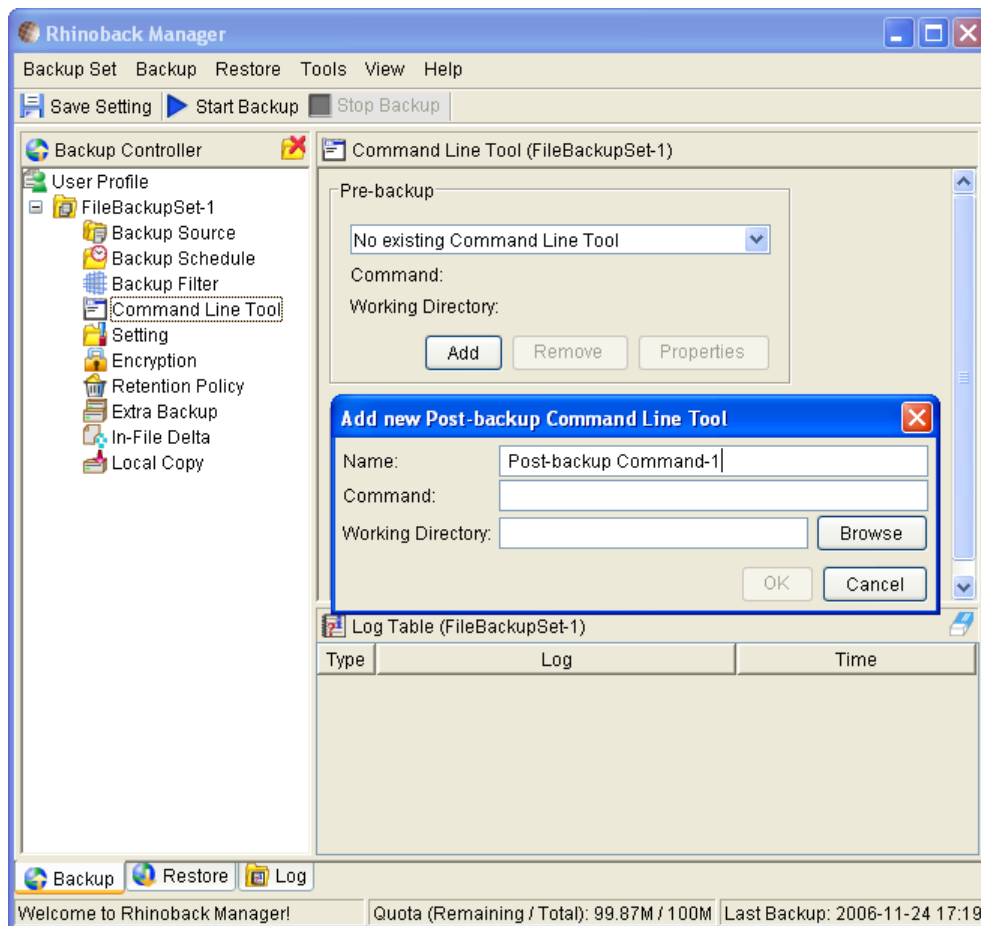 Rhinoback Manager
Backup Set Backup Restore Tools View Help
Save Setting Start Backup Stop Backup
Backup Controller
User Profile
FileBackupSet-1
Backup Source
Backup Schedule
Backup Filter
Command Line Tool
Setting
Encryption
Retention Policy
Extra Backup
In-File Delta
Local Copy
Command Line Tool (FileBackupSet-1)
Pre-backup
No existing Command Line Tool
Command:
Working Directory:
Add Remove Properties
Add new Post-backup Command Line Tool
Name: Post-backup Command-1
Command:
Working Directory: Browse
OK Cancel
Log Table (FileBackupSet-1)
Type Log Time
Backup Restore Log
Welcome to Rhinoback Manager! Quota (Remaining / Total): 99.87M / 100M Last Backup: 2006-11-24 17:19